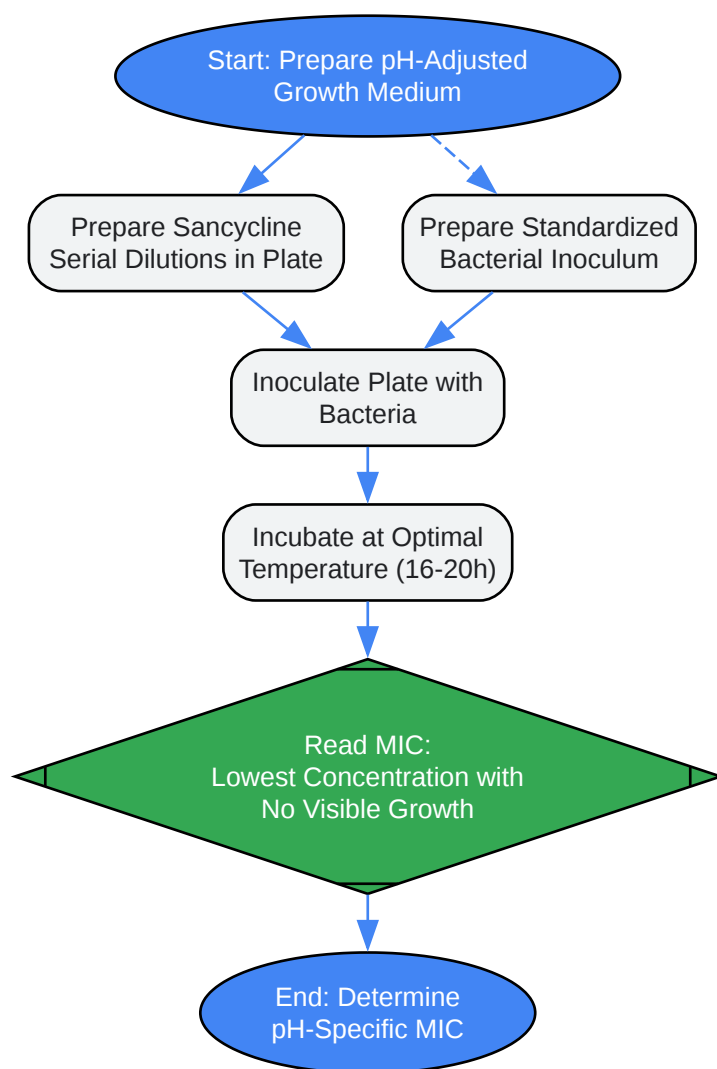 Start: Prepare pH-Adjusted
Growth Medium
Prepare Sancycline
Serial Dilutions in Plate
Prepare Standardized
Bacterial Inoculum
Inoculate Plate with
Bacteria
Incubate at Optimal
Temperature (16-20h)
Read MIC:
Lowest Concentration with
No Visible Growth
End: Determine
pH-Specific MIC